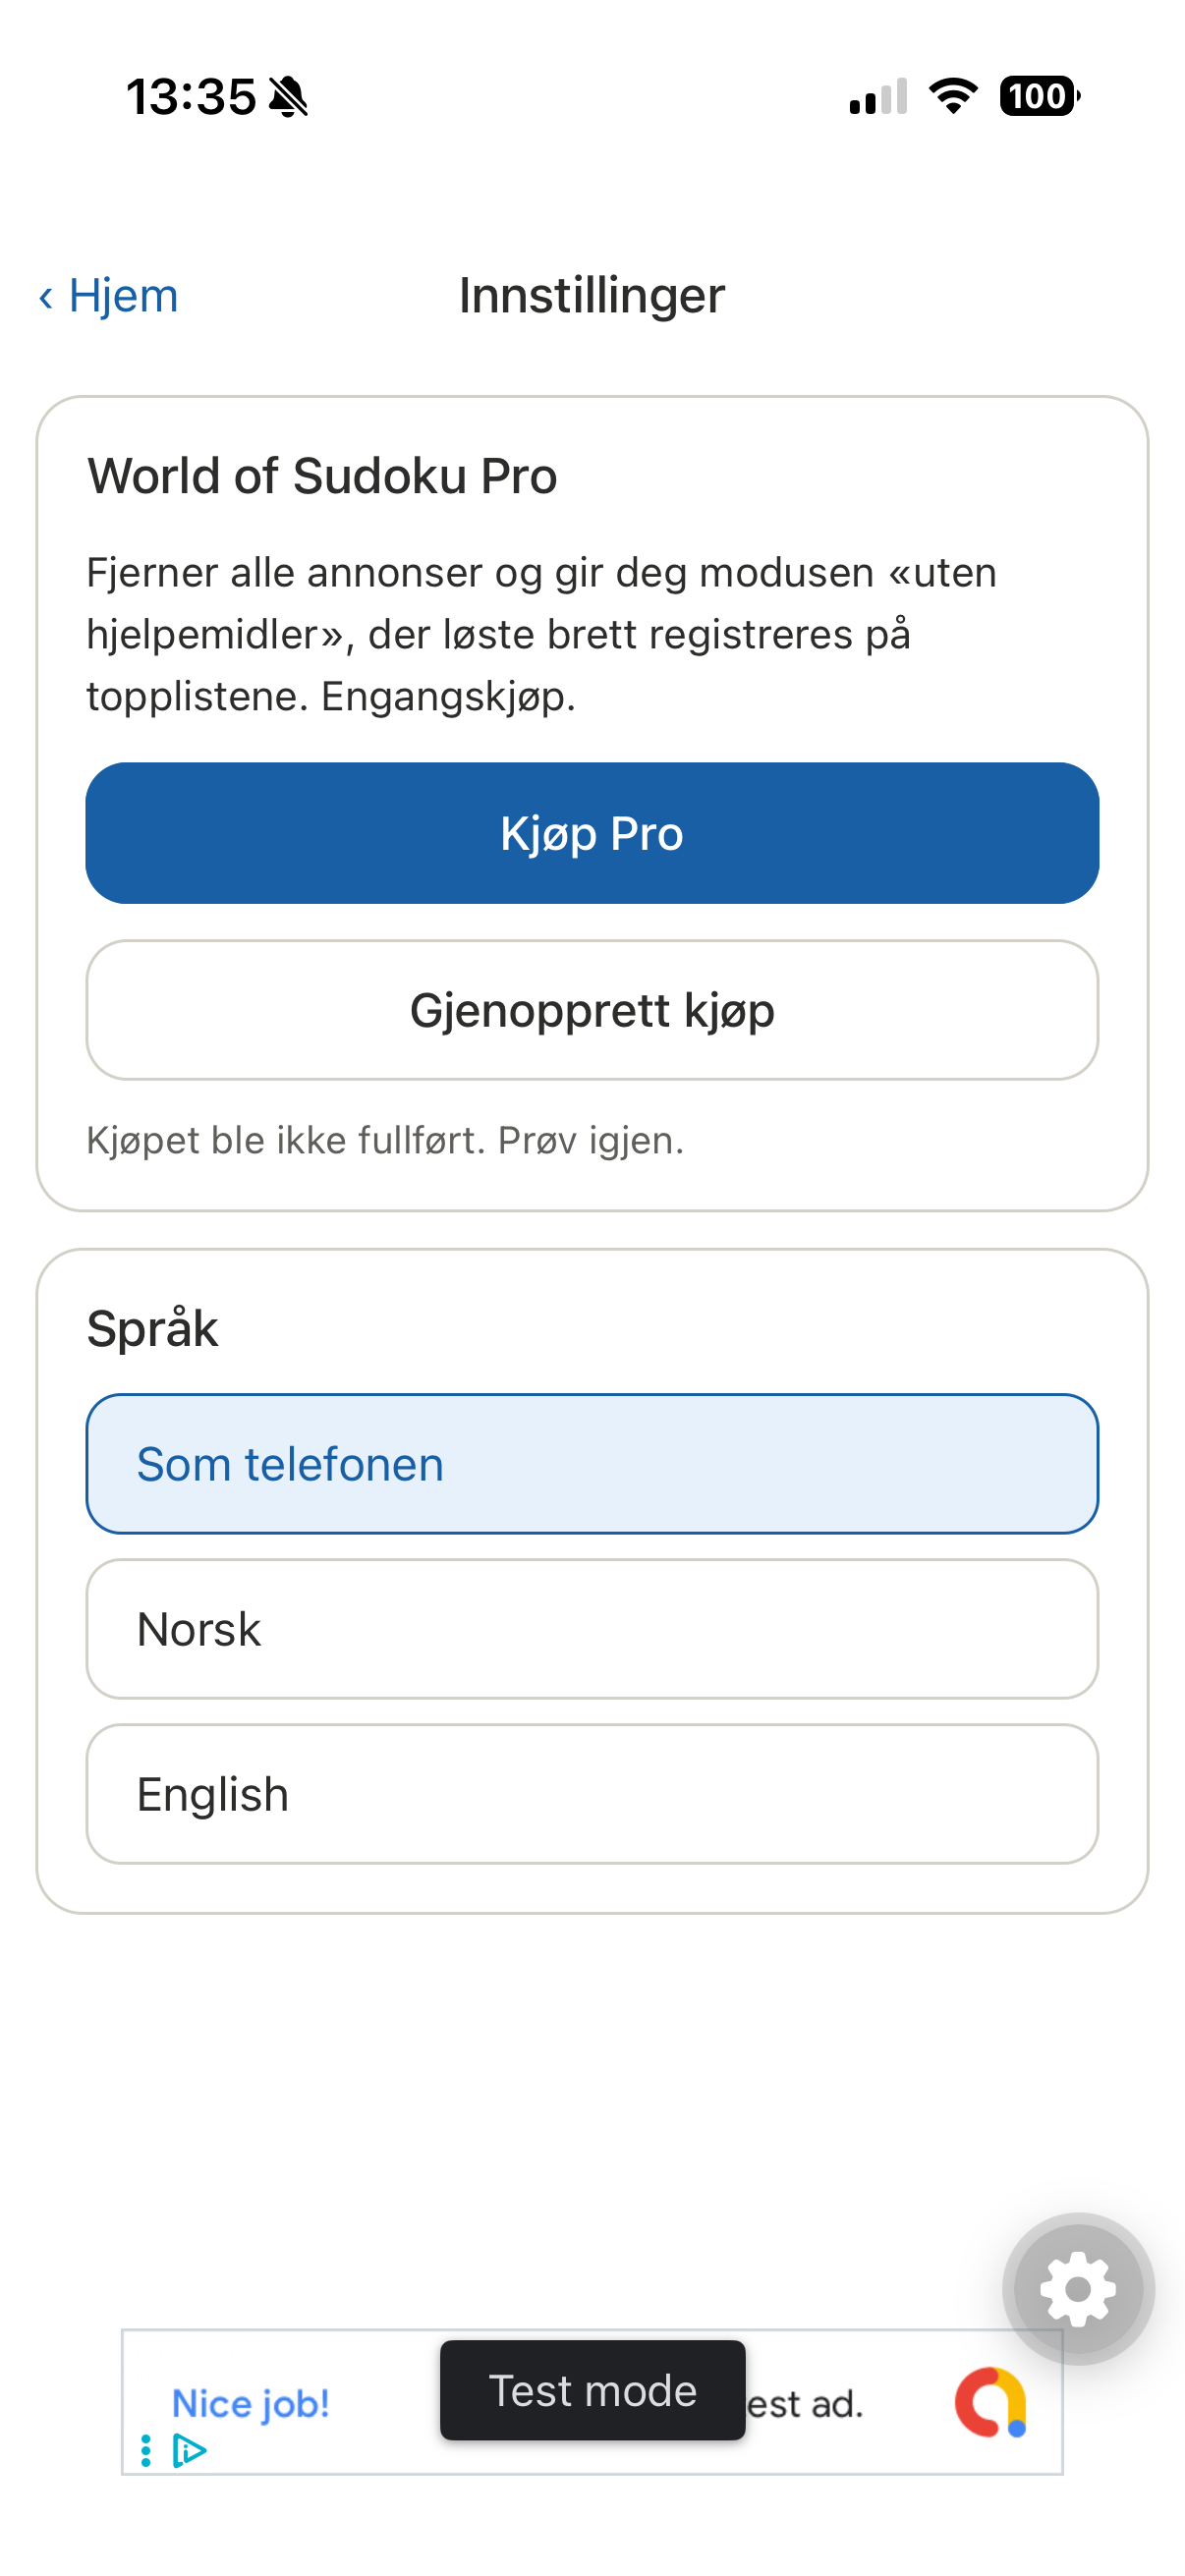 13:35
100
‹ Hjem
Innstillinger
World of Sudoku Pro
Fjerner alle annonser og gir deg modusen «uten
hjelpemidler», der løste brett registreres på
topplistene. Engangskjøp.
Kjøp Pro
Gjenopprett kjøp
Kjøpet ble ikke fullført. Prøv igjen.
Språk
Som telefonen
Norsk
English
Nice job!
Test mode
est ad.